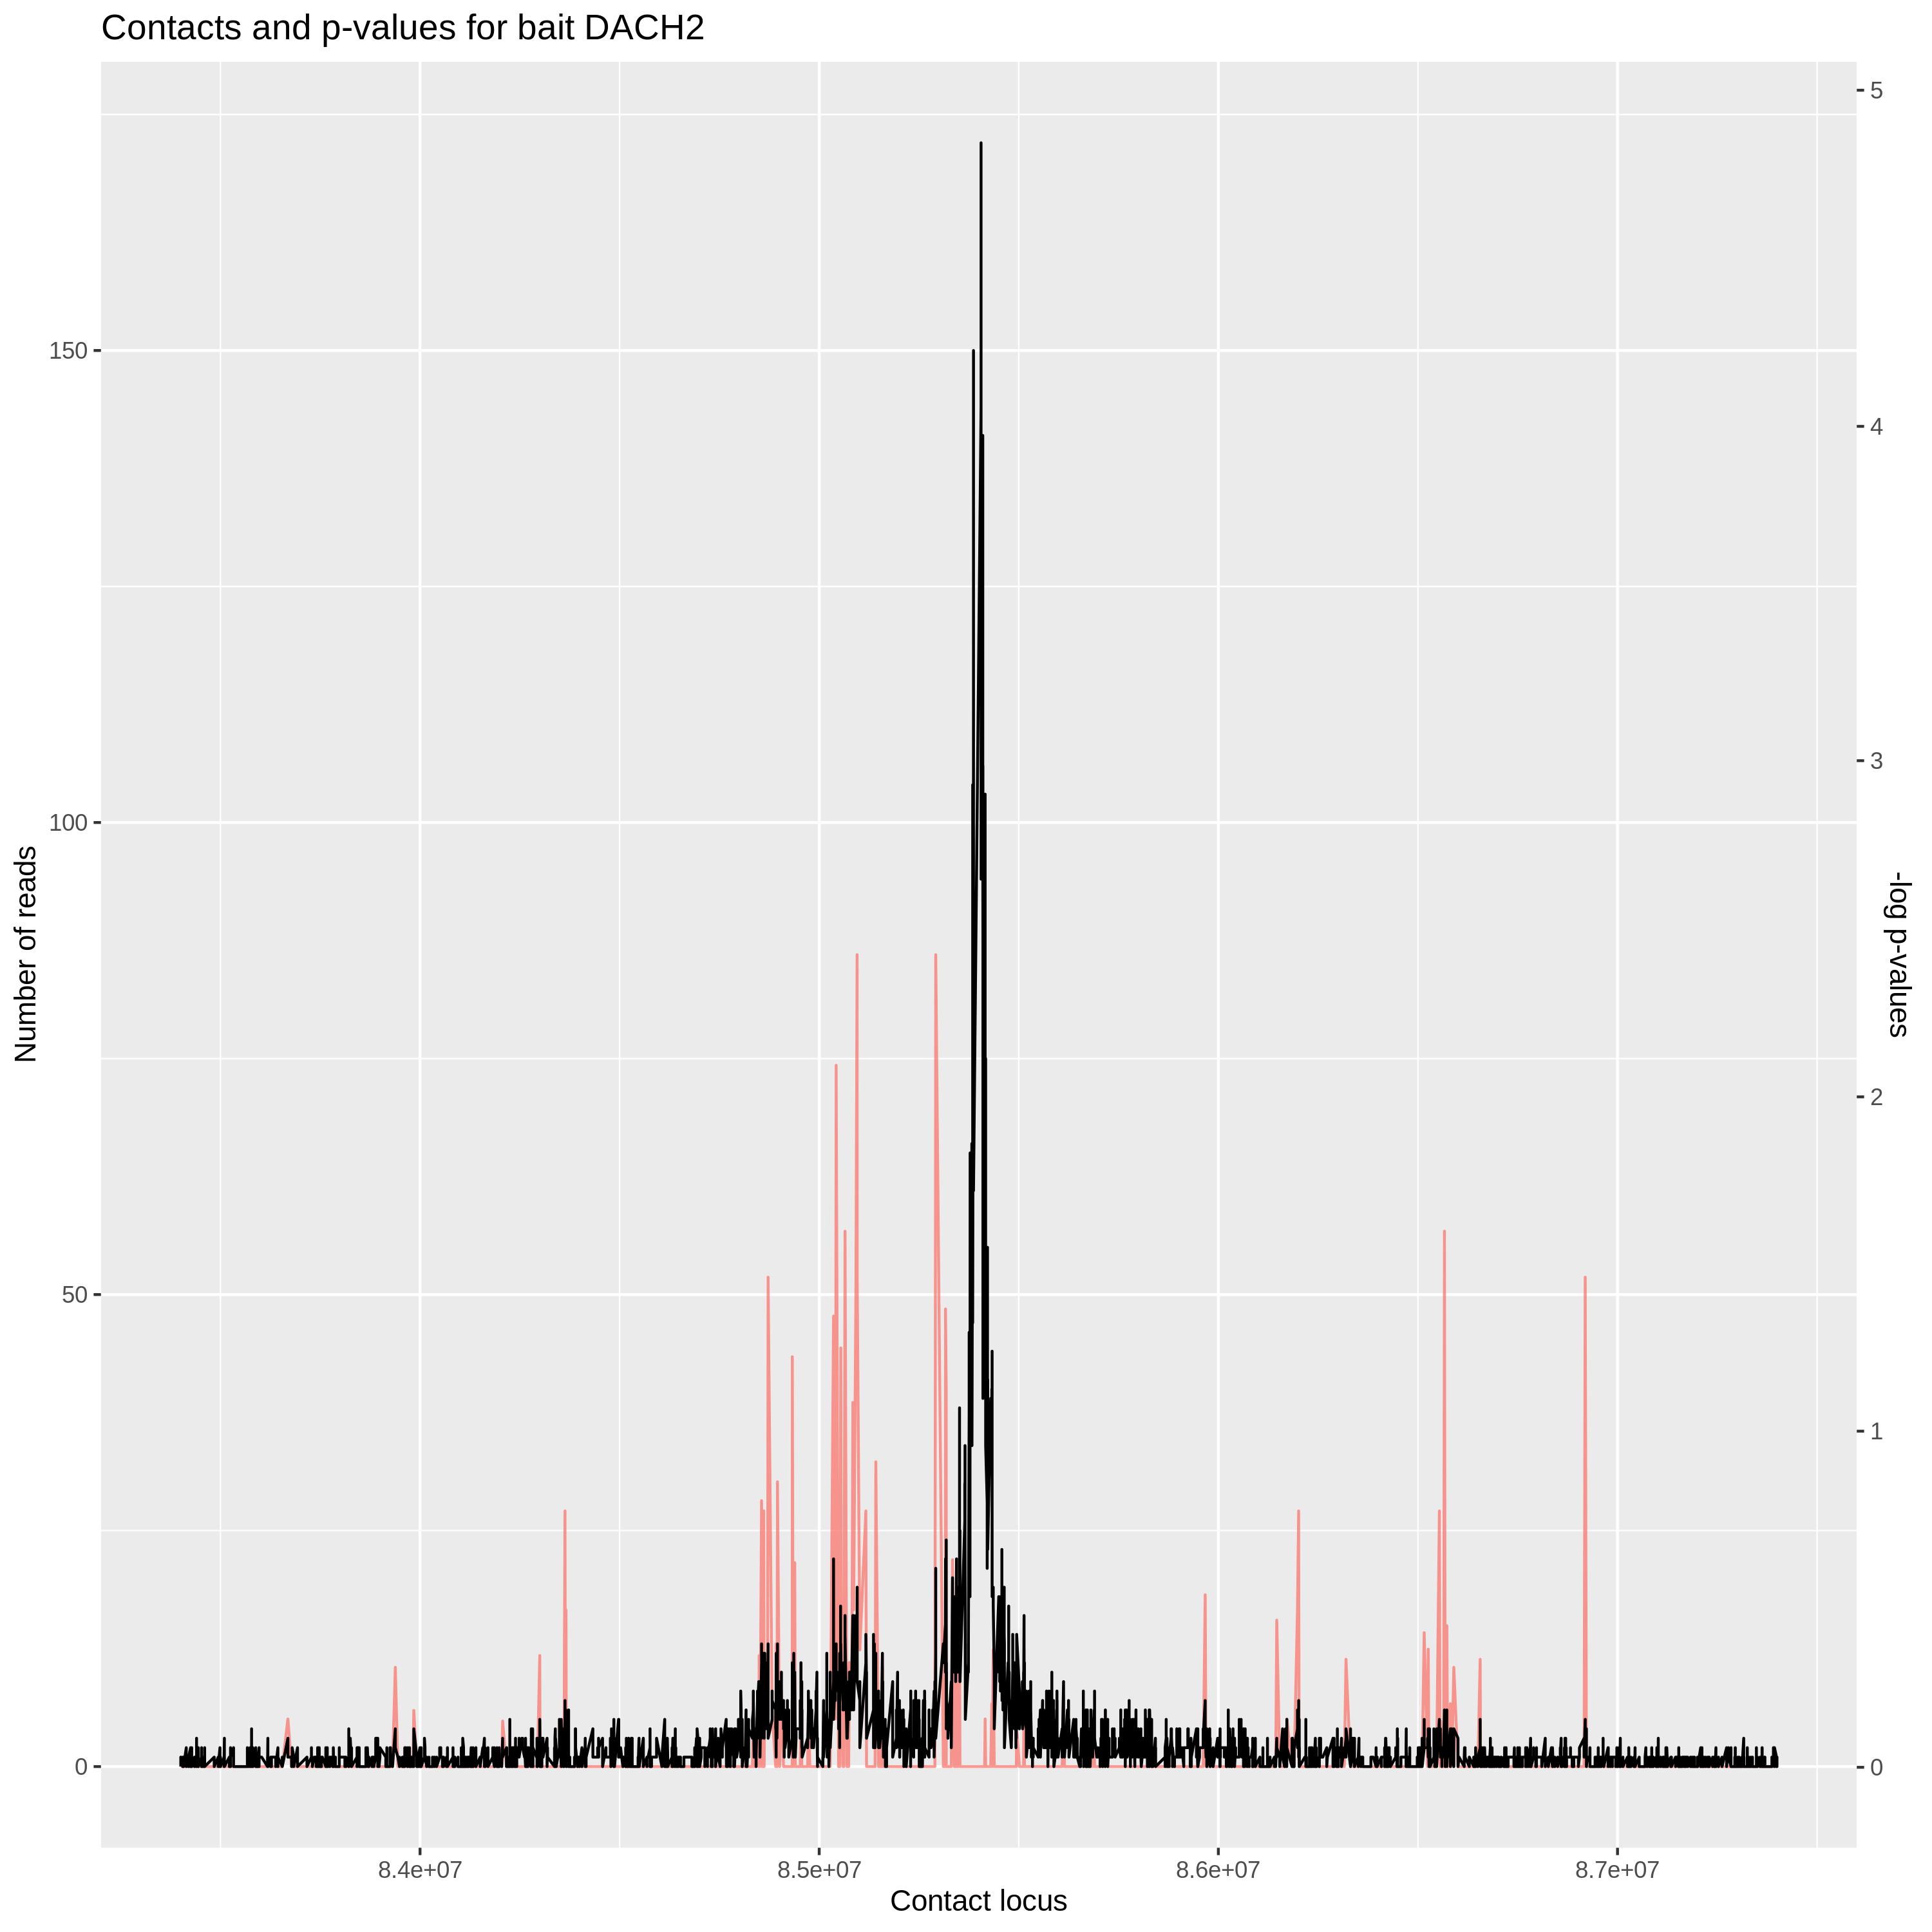 Contacts and p-values for bait DACH2
Number of reads
150
100
50
0
5
4
3
2
1
0
-log p-values
8.4e+07
8.5e+07
8.6e+07
8.7e+07
Contact locus